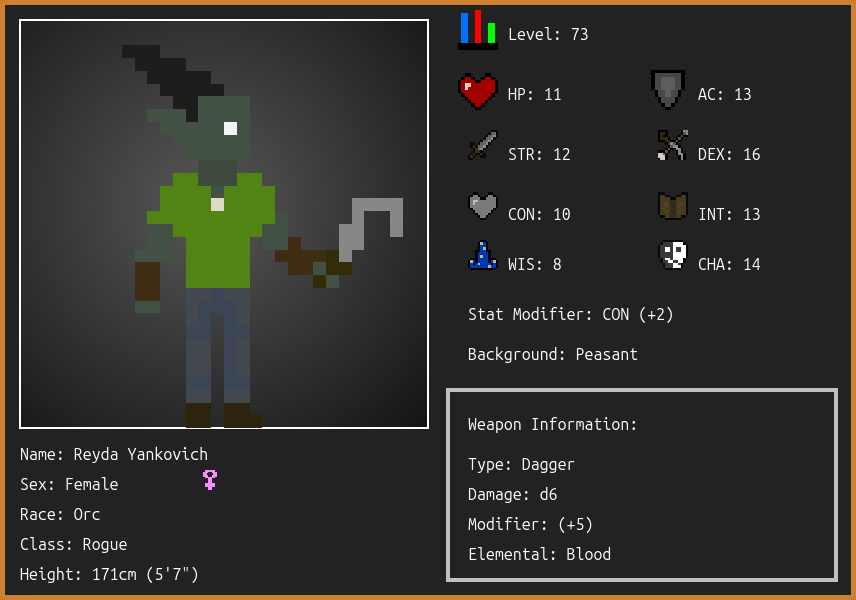 Level: 73
HP: 11
AC: 13
STR: 12
DEX: 16
CON: 10
INT: 13
WIS: 8
CHA: 14
Stat Modifier: CON (+2)
Background: Peasant
Name: Reyda Yankovich
Sex: Female
Race: Orc
Class: Rogue
Height: 171cm (5'7")
Weapon Information:
Type: Dagger
Damage: d6
Modifier: (+5)
Elemental: Blood